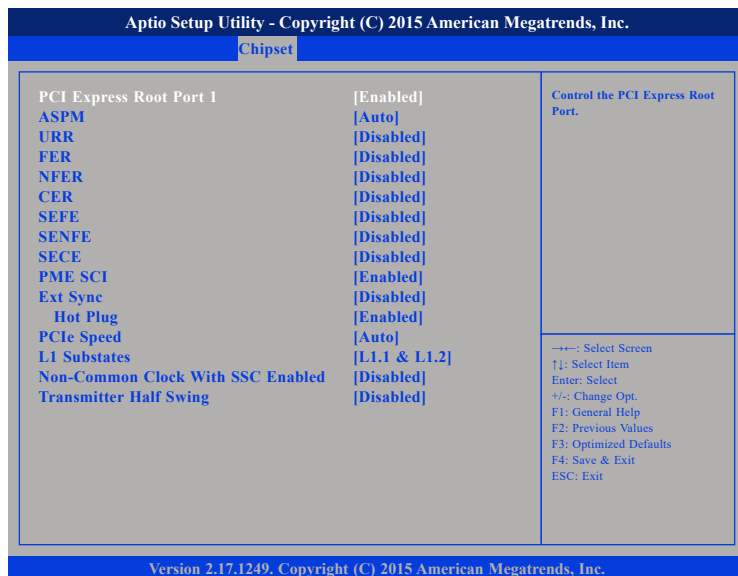 Aptio Setup Utility - Copyright (C) 2015 American Megatrends, Inc.
Chipset
PCI Express Root Port 1 [Enabled]
ASPM [Auto]
URR [Disabled]
FER [Disabled]
NFER [Disabled]
CER [Disabled]
SEFE [Disabled]
SENFE [Disabled]
SECE [Disabled]
PME SCI [Enabled]
Ext Sync [Disabled]
Hot Plug [Enabled]
PCIe Speed [Auto]
L1 Substates [L1.1 & L1.2]
Non-Common Clock With SSC Enabled [Disabled]
Transmitter Half Swing [Disabled]
Control the PCI Express Root
Port.
→←: Select Screen
↑↓: Select Item
Enter: Select
+/-: Change Opt.
F1: General Help
F2: Previous Values
F3: Optimized Defaults
F4: Save & Exit
ESC: Exit
Version 2.17.1249. Copyright (C) 2015 American Megatrends, Inc.